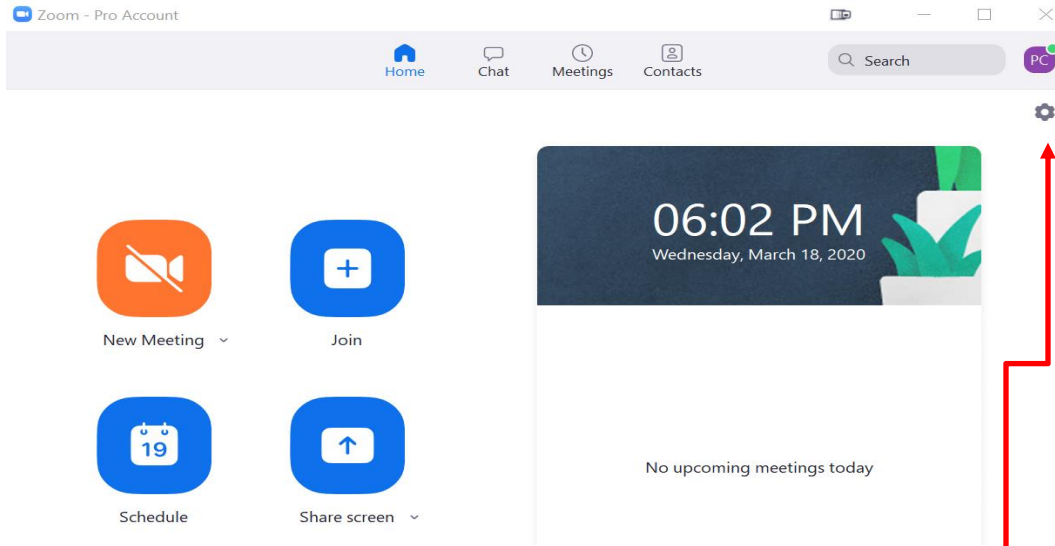 Zoom - Pro Account
Home
Chat
Meetings
Contacts
Search
PC
06:02 PM
Wednesday, March 18, 2020
New Meeting
Join
19
Schedule
Share screen
No upcoming meetings today